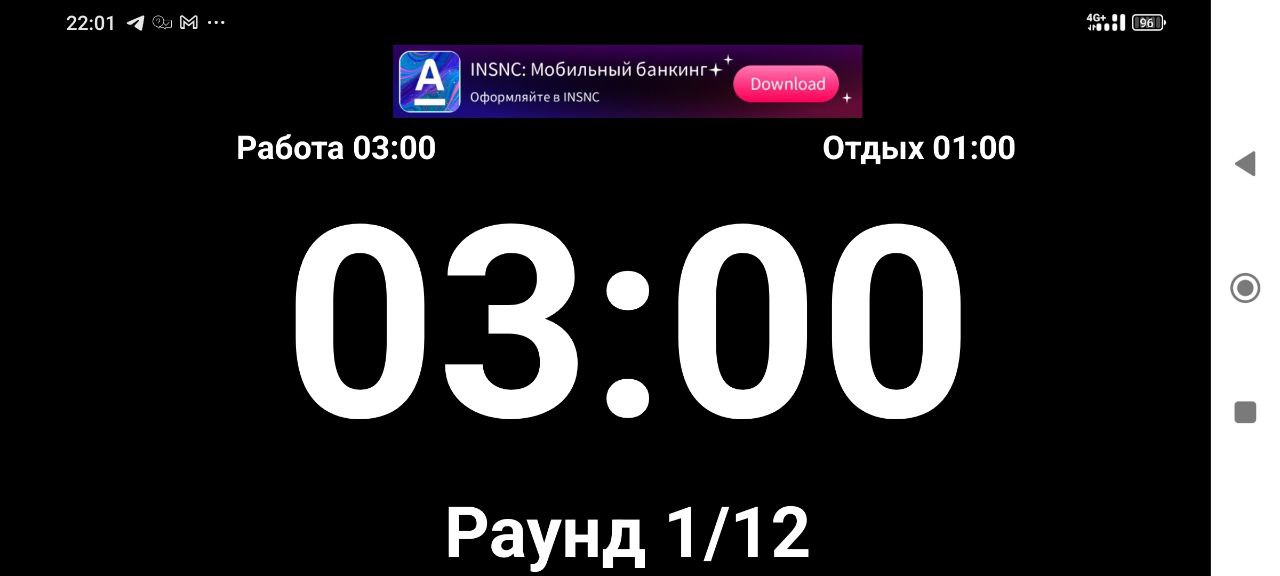 22:01 ... 4G+ 96
A INSNC: Мобильный банкинг
Оформляйте в INSNC
Download
Работа 03:00 Отдых 01:00
03:00
Раунд 1/12